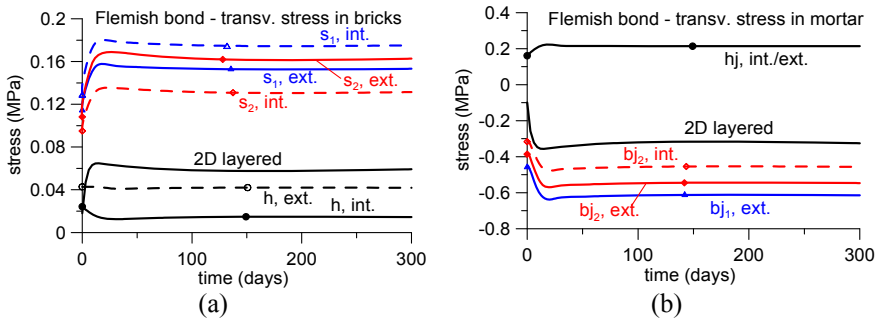 Flemish bond - transv. stress in bricks
0.2
0.16
0.12
0.08
0.04
0
stress (MPa)
s1, int.
s1, ext.
s2, ext.
s2, int.
2D layered
h, ext.
h, int.
0 100 200 300
time (days)
(a)
Flemish bond - transv. stress in mortar
0.4
0.2
0
-0.2
-0.4
-0.6
-0.8
stress (MPa)
hj, int./ext.
2D layered
bj2, int.
bj2, ext.
bj1, ext.
0 100 200 300
time (days)
(b)